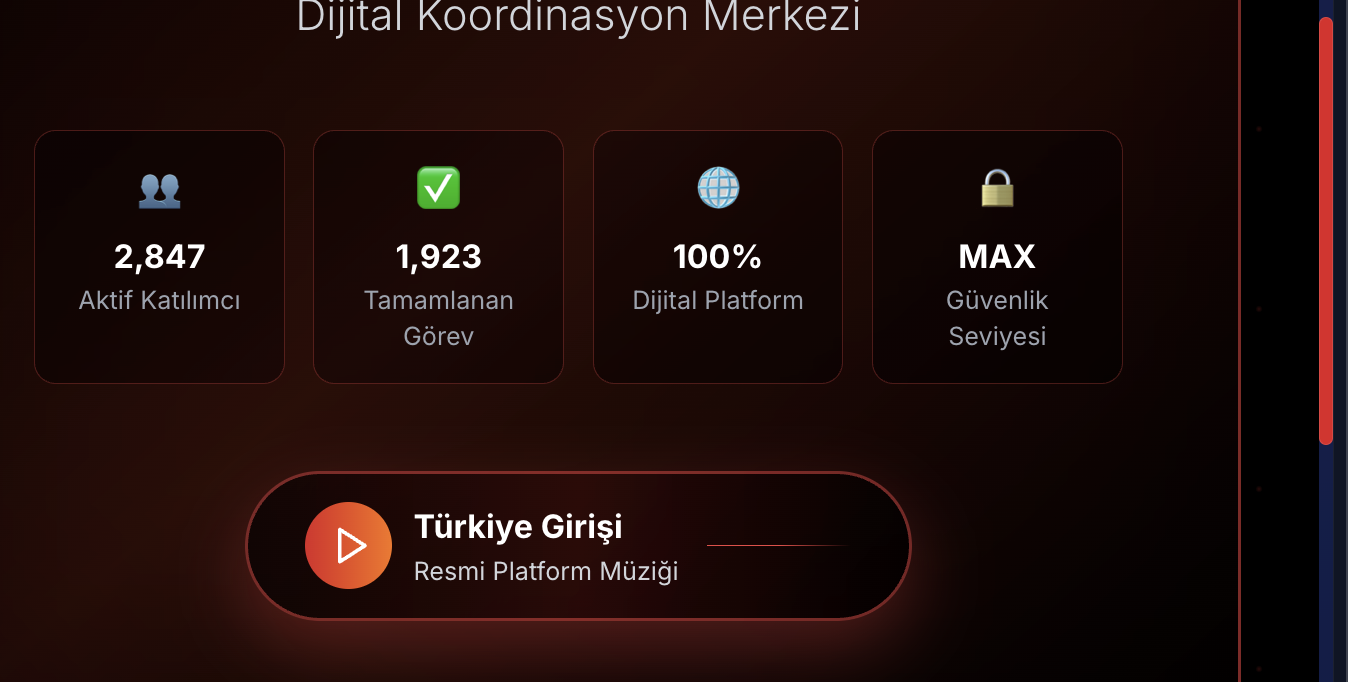 Dijital Koordinasyon Merkezi
2,847
Aktif Katılımcı
1,923
Tamamlanan
Görev
100%
Dijital Platform
MAX
Güvenlik
Seviyesi
Türkiye Girişi
Resmi Platform Müziği